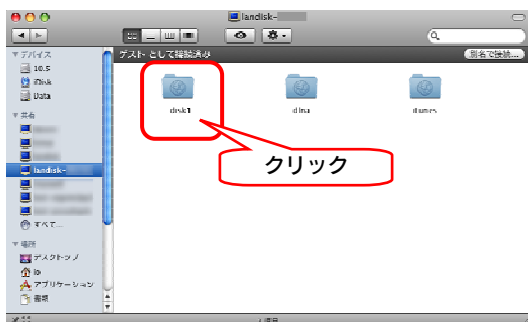 landisk-
ゲスト として接続済み
別名で接続...
デバイス
10.5
iDisk
Data
共有
landisk-
すべて...
場所
デスクトップ
io
アプリケーション
書類
disk1
dlna
itunes
クリック